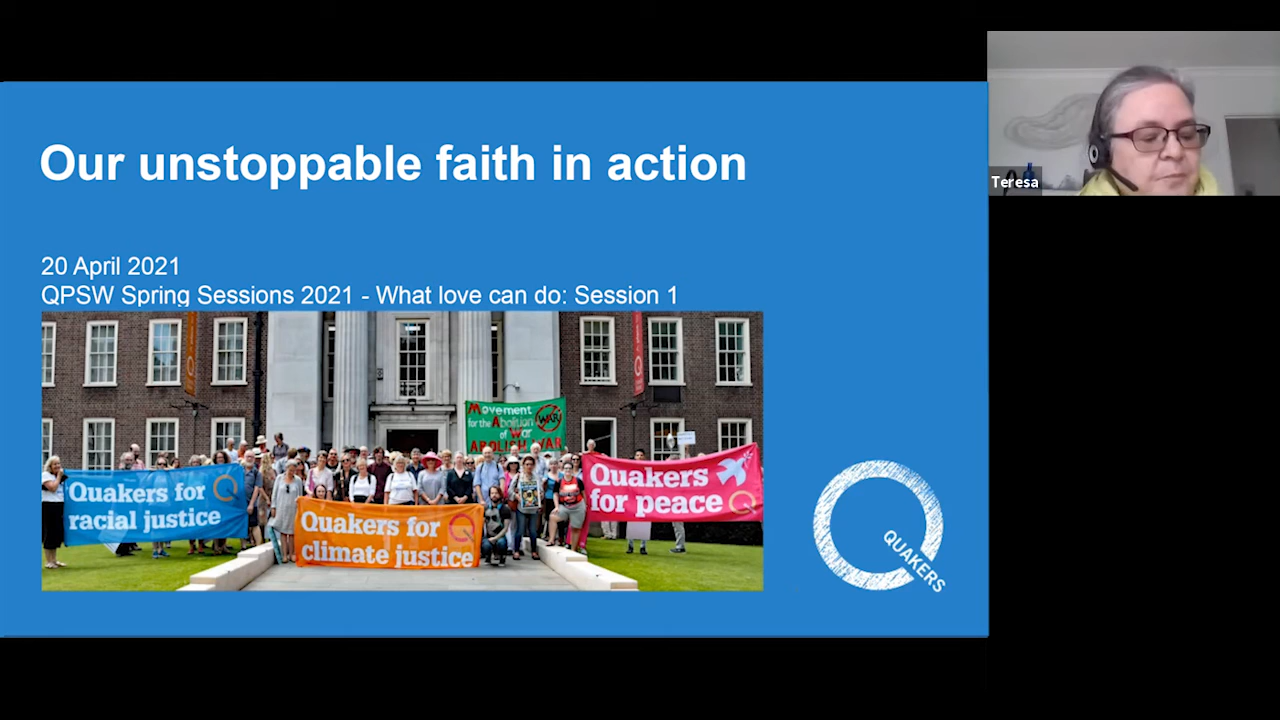 Our unstoppable faith in action
20 April 2021
QPSW Spring Sessions 2021 - What love can do: Session 1
Movement
for the Abolition
of War
ABOLISH WAR
WAR
Quakers for
racial justice
Quakers for
climate justice
Quakers
for peace
QUAKERS
Teresa